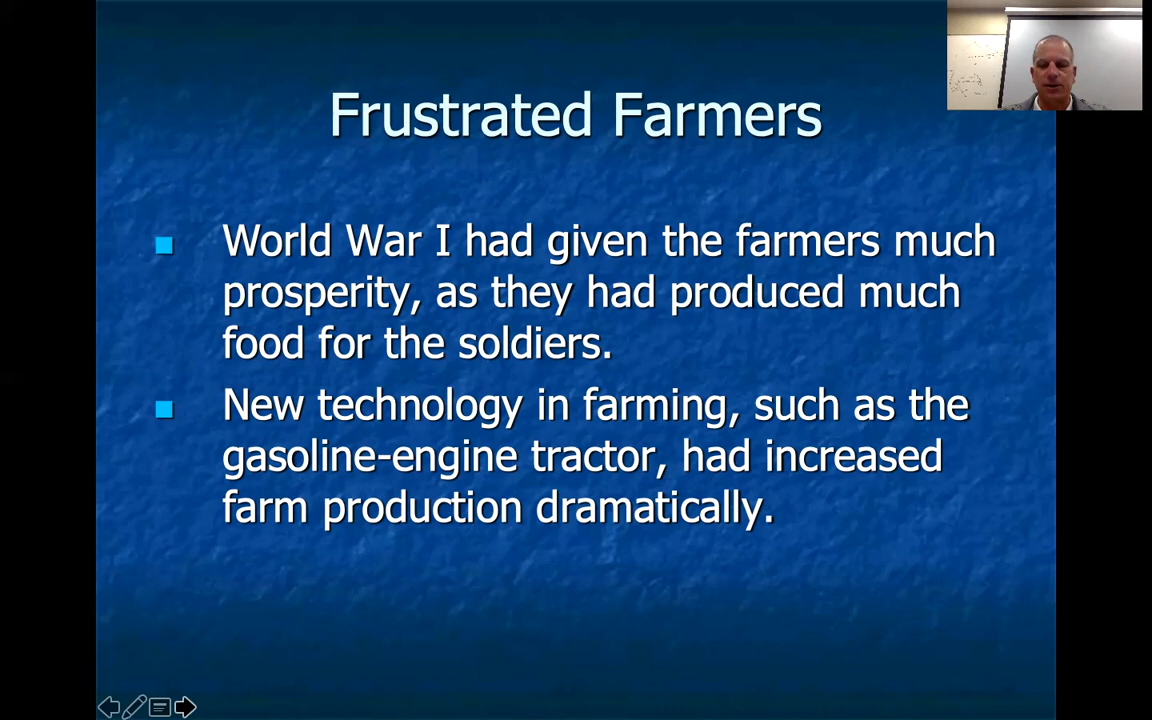 Frustrated Farmers
World War I had given the farmers much
prosperity, as they had produced much
food for the soldiers.
New technology in farming, such as the
gasoline-engine tractor, had increased
farm production dramatically.